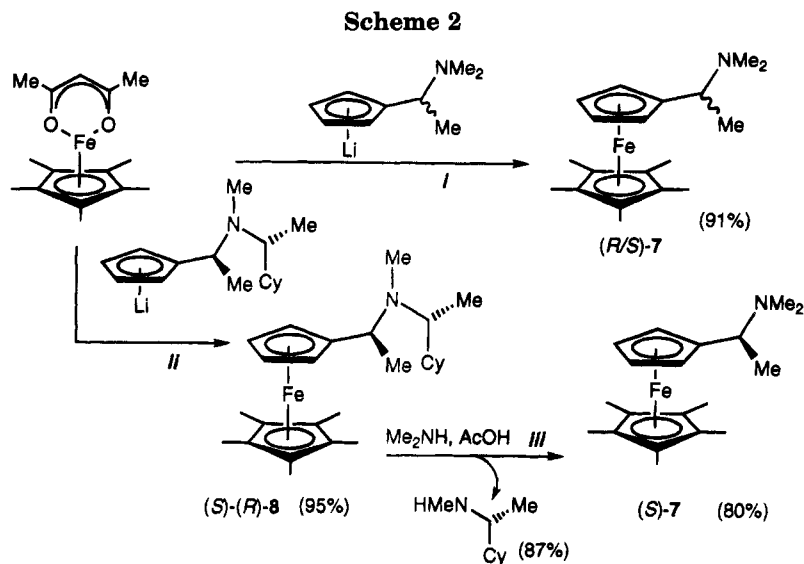 Scheme 2
Me Me
O O
Fe
NMe2
Me
Li
I
NMe2
Me
Fe
(R/S)-7 (91%)
Me
N Me
Me Cy
Li
II
Me
N Me
Me Cy
Fe
(S)-(R)-8 (95%)
Me2NH, AcOH III
HMeN Me
Cy (87%)
NMe2
Me
Fe
(S)-7 (80%)